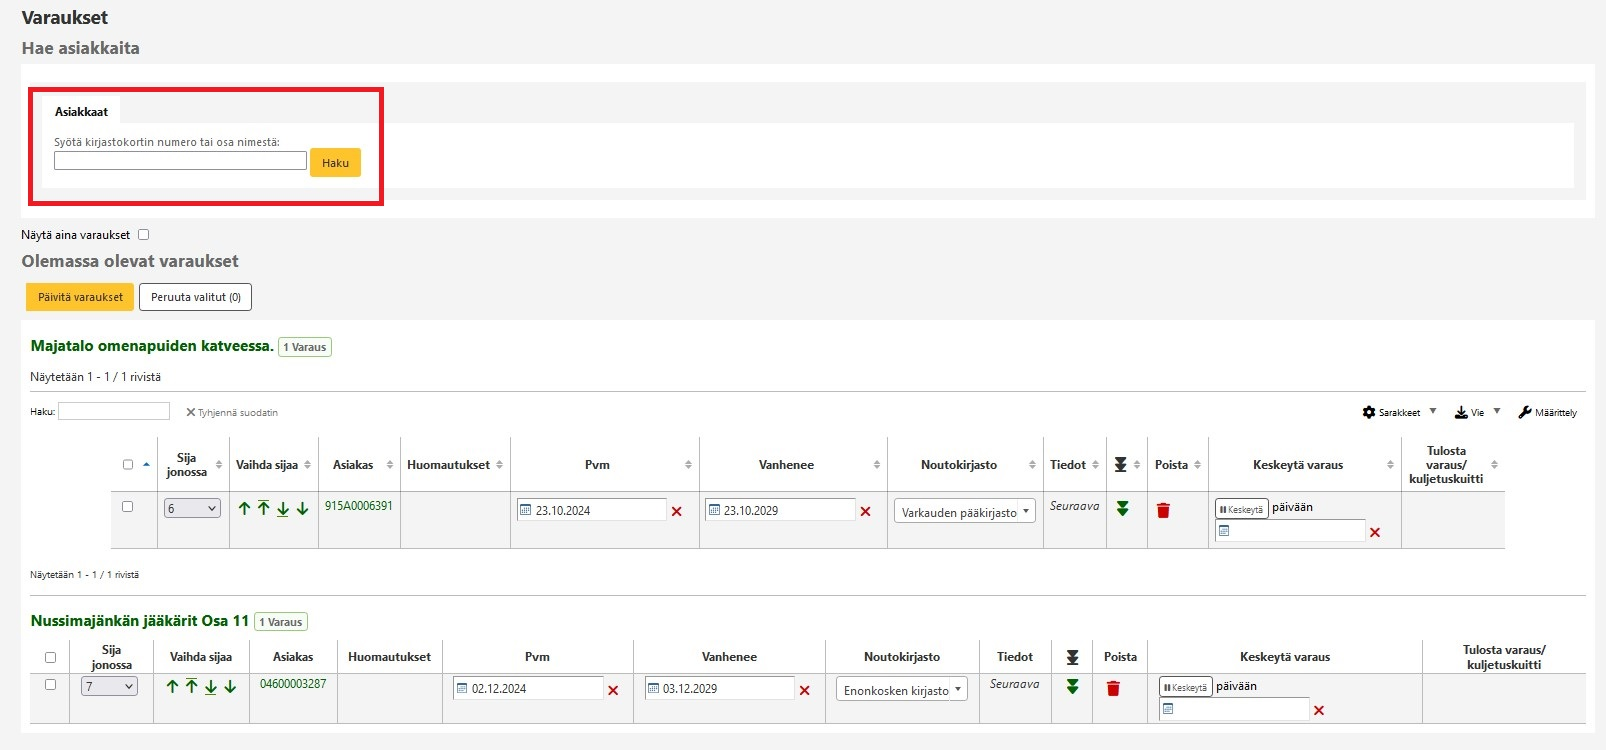 Varaukset
Hae asiakkaita
Asiakkaat
Syötä kirjastokortin numero tai osa nimestä:
Haku
Näytä aina varaukset
Olemassa olevat varaukset
Päivitä varaukset Peruuta valitut (0)
Majatalo omenapuiden katveessa. 1 Varaus
Näytetään 1 - 1 / 1 rivistä
Haku: Tyhjennä suodatin Sarakkeet Vie Määrittely
Sija jonossa Vaihda sijaa Asiakas Huomautukset Pvm Vanhenee Noutokirjasto Tiedot Poista Keskeytä varaus Tulosta varaus/ kuljetuskuitti
6 915A0006391 23.10.2024 23.10.2029 Varkauden pääkirjasto Seuraava Keskeytä päivään
Näytetään 1 - 1 / 1 rivistä
Nussimajänkän jääkärit Osa 11 1 Varaus
Sija jonossa Vaihda sijaa Asiakas Huomautukset Pvm Vanhenee Noutokirjasto Tiedot Poista Keskeytä varaus Tulosta varaus/ kuljetuskuitti
7 04600003287 02.12.2024 03.12.2029 Enonkosken kirjasto Seuraava Keskeytä päivään